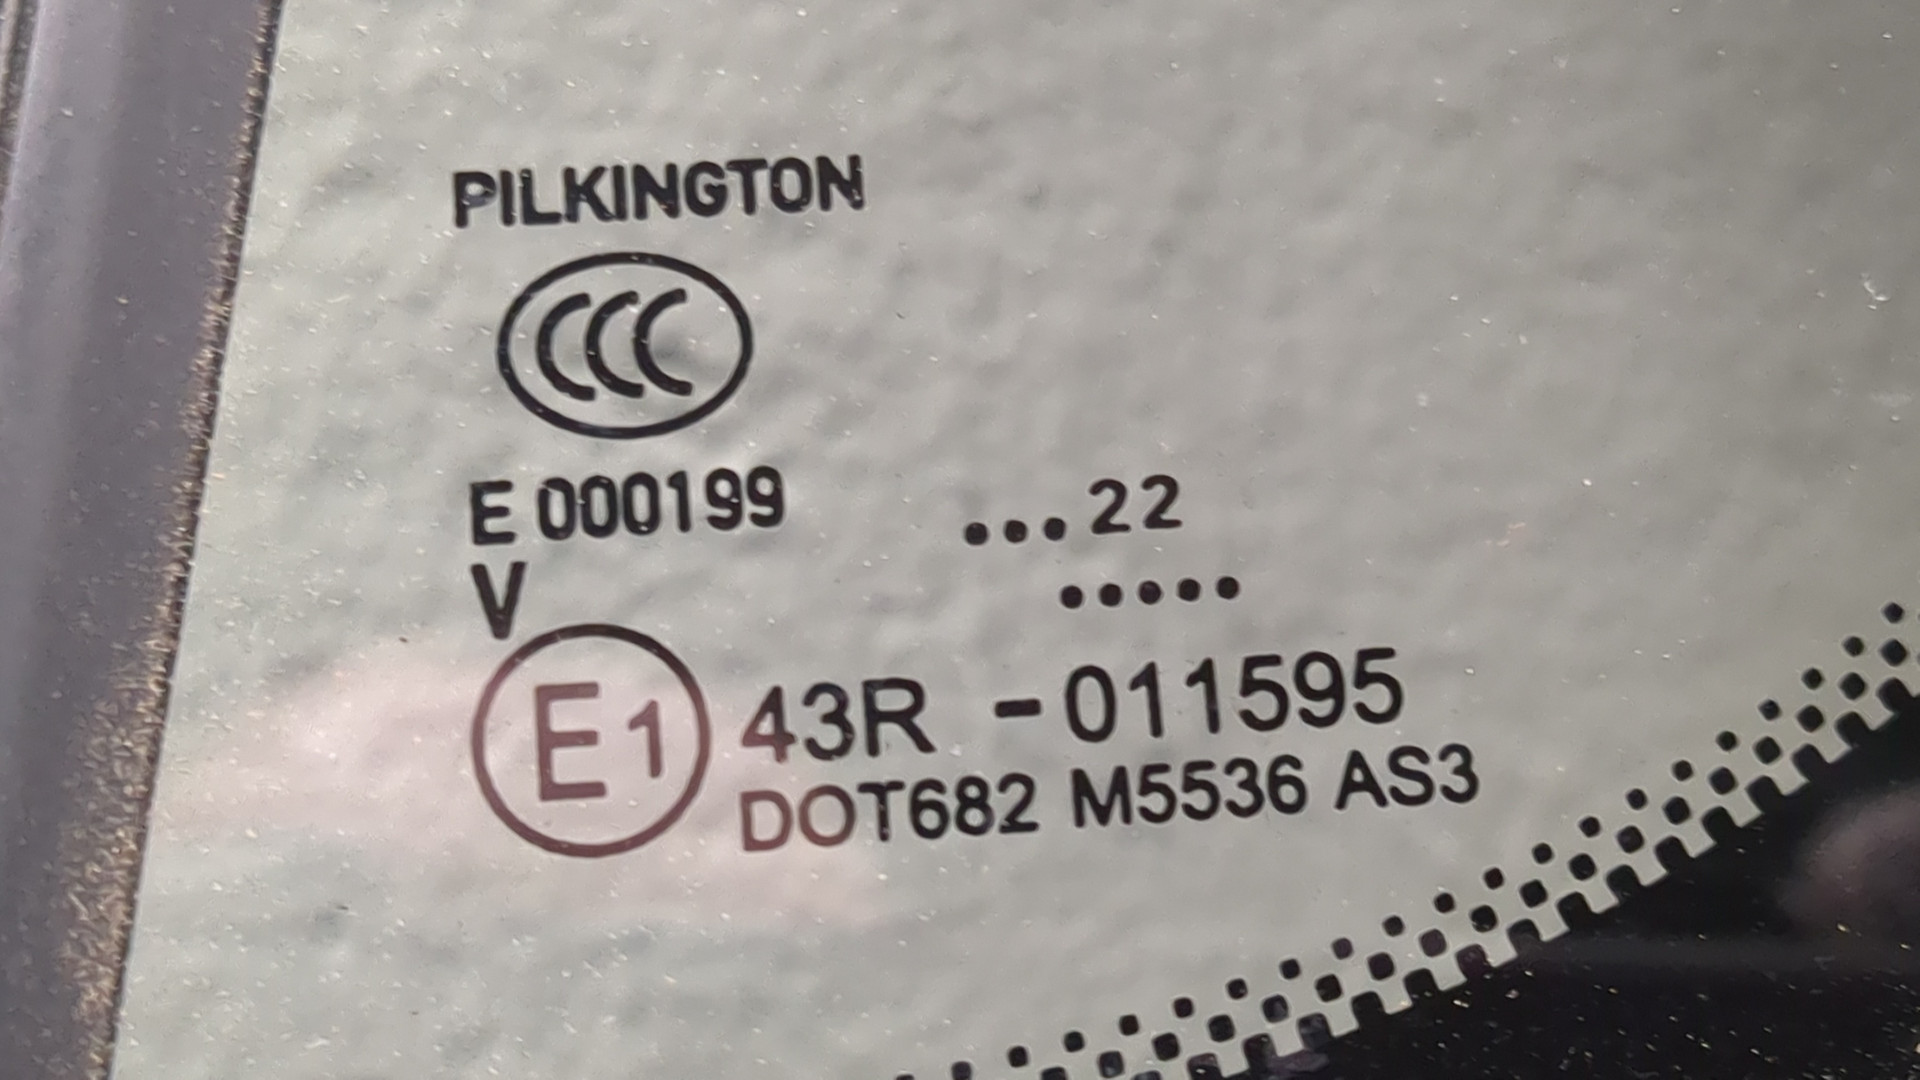 PILKINGTON
CCC
E 000199 ...22
V .....
E1 43R -011595
DOT682 M5536 AS3